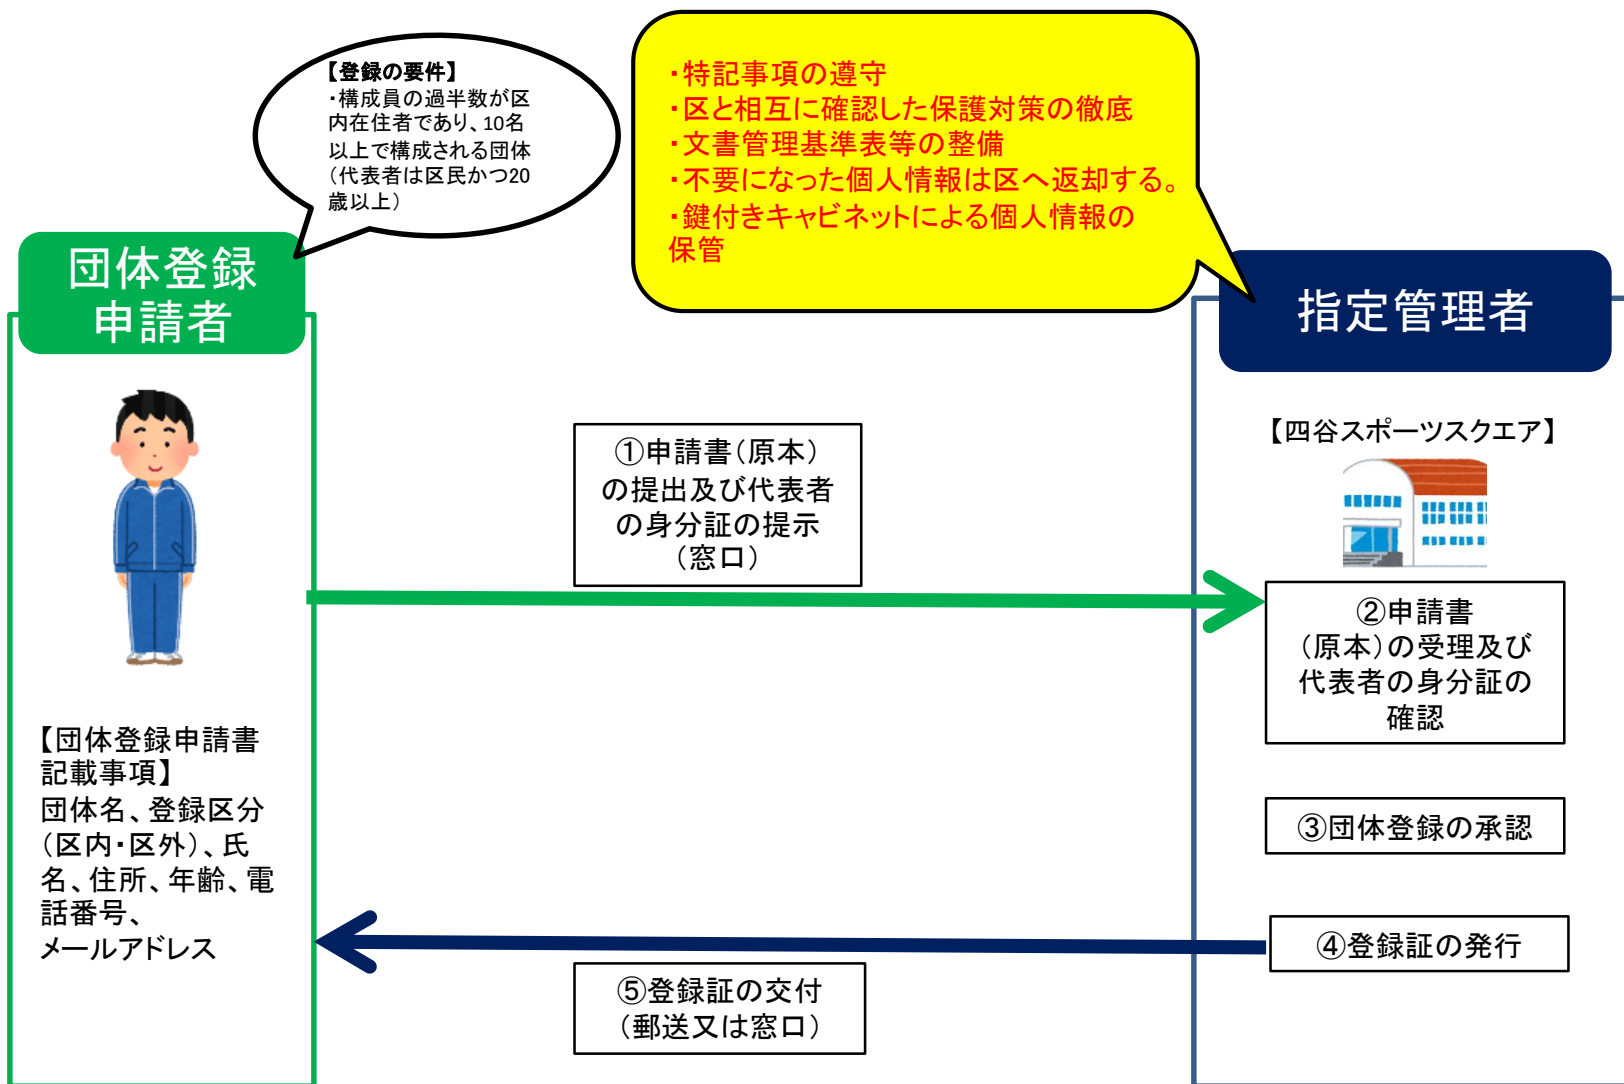 【登録の要件】
・構成員の過半数が区
内在住者であり、10名
以上で構成される団体
（代表者は区民かつ20
歳以上）
・特記事項の遵守
・区と相互に確認した保護対策の徹底
・文書管理基準表等の整備
・不要になった個人情報は区へ返却する。
・鍵付きキャビネットによる個人情報の
保管
団体登録
申請者
指定管理者
【四谷スポーツスクエア】
①申請書（原本）
の提出及び代表者
の身分証の提示
（窓口）
②申請書
（原本）の受理及び
代表者の身分証の
確認
【団体登録申請書
記載事項】
団体名、登録区分
（区内・区外）、氏
名、住所、年齢、電
話番号、
メールアドレス
③団体登録の承認
④登録証の発行
⑤登録証の交付
（郵送又は窓口）